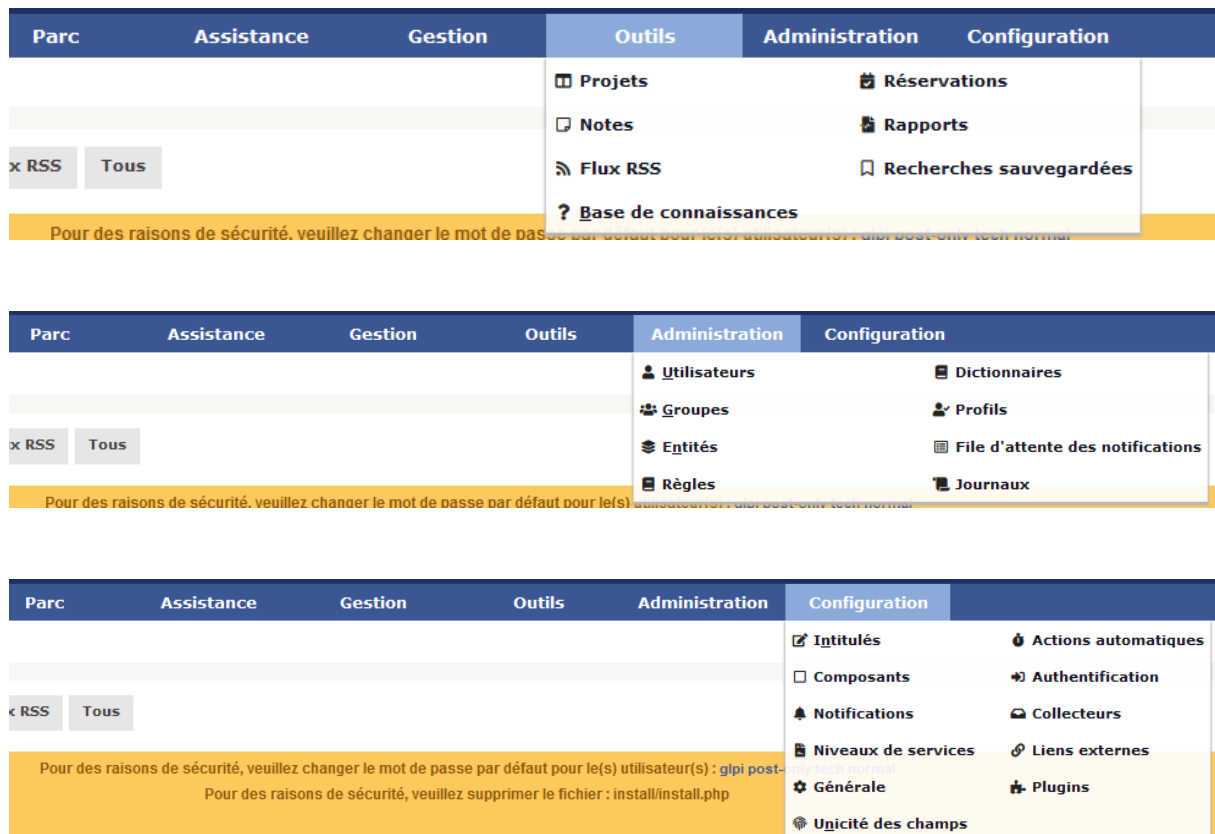 Parc Assistance Gestion Outils Administration Configuration
Projets Réservations
Notes Rapports
x RSS Tous Flux RSS Recherches sauvegardées
? Base de connaissances
Pour des raisons de sécurité, veuillez changer le mot de passe par défaut pour le(s) utilisateur(s) : glpi post-only tech normal
Parc Assistance Gestion Outils Administration Configuration
Utilisateurs Dictionnaires
Groupes Profils
x RSS Tous Entités File d'attente des notifications
Règles Journaux
Pour des raisons de sécurité, veuillez changer le mot de passe par défaut pour le(s) utilisateur(s) : glpi post-only tech normal
Parc Assistance Gestion Outils Administration Configuration
Intitulés Actions automatiques
Composants Authentification
x RSS Tous Notifications Collecteurs
Niveaux de services Liens externes
Pour des raisons de sécurité, veuillez changer le mot de passe par défaut pour le(s) utilisateur(s) : glpi post-only tech normal
Pour des raisons de sécurité, veuillez supprimer le fichier : install/install.php Générale Plugins
Unicité des champs